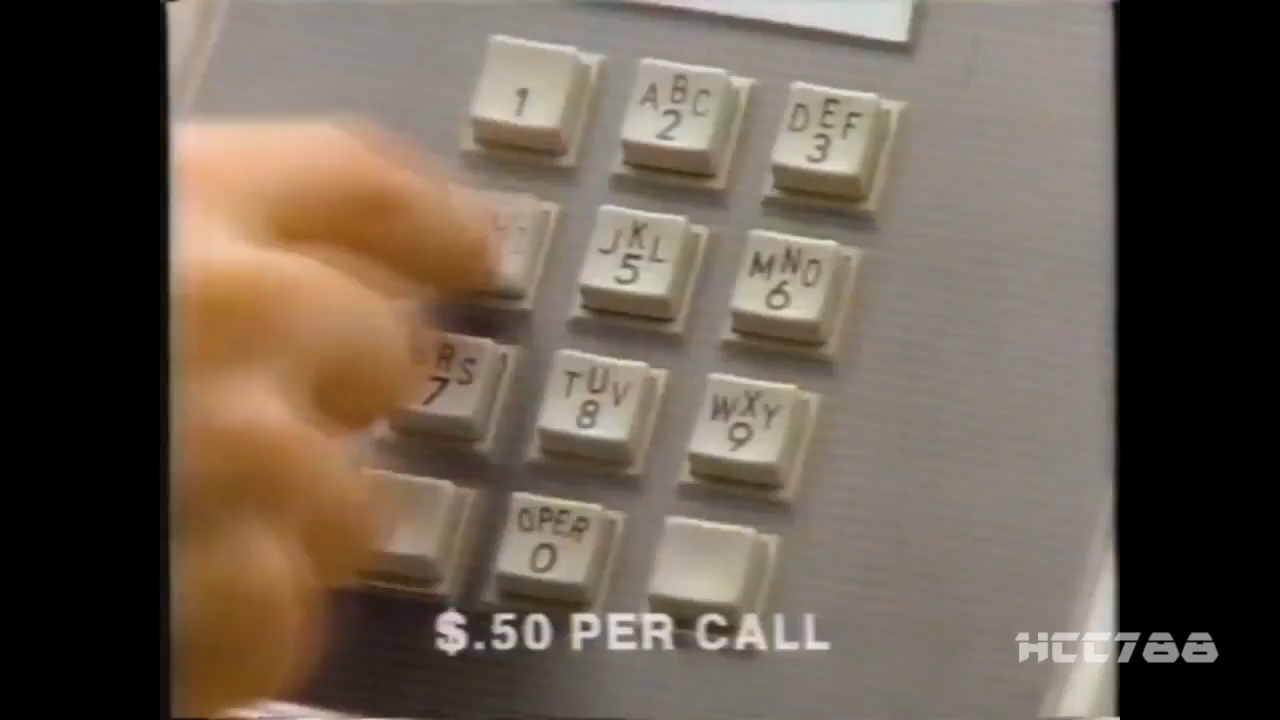 1
ABC
2
DEF
3
JKL
5
MNO
6
RS
7
TUV
8
WXY
9
OPER
0
$.50 PER CALL
HCC788